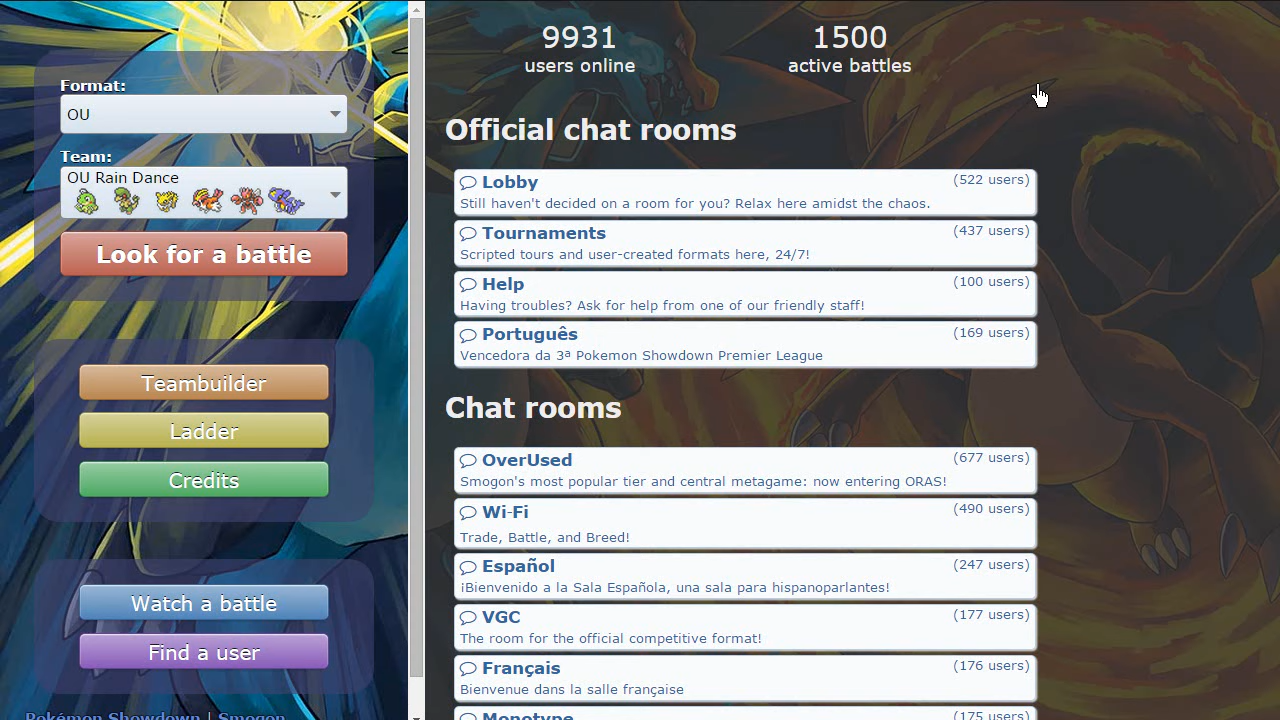 Format:
OU
Team:
OU Rain Dance
Look for a battle
Teambuilder
Ladder
Credits
Watch a battle
Find a user
Pokémon Showdown | Smogon
9931
users online
1500
active battles
Official chat rooms
Lobby (522 users)
Still haven't decided on a room for you? Relax here amidst the chaos.
Tournaments (437 users)
Scripted tours and user-created formats here, 24/7!
Help (100 users)
Having troubles? Ask for help from one of our friendly staff!
Português (169 users)
Vencedora da 3ª Pokemon Showdown Premier League
Chat rooms
OverUsed (677 users)
Smogon's most popular tier and central metagame: now entering ORAS!
Wi-Fi (490 users)
Trade, Battle, and Breed!
Español (247 users)
¡Bienvenido a la Sala Española, una sala para hispanoparlantes!
VGC (177 users)
The room for the official competitive format!
Français (176 users)
Bienvenue dans la salle française
Monotype (175 users)